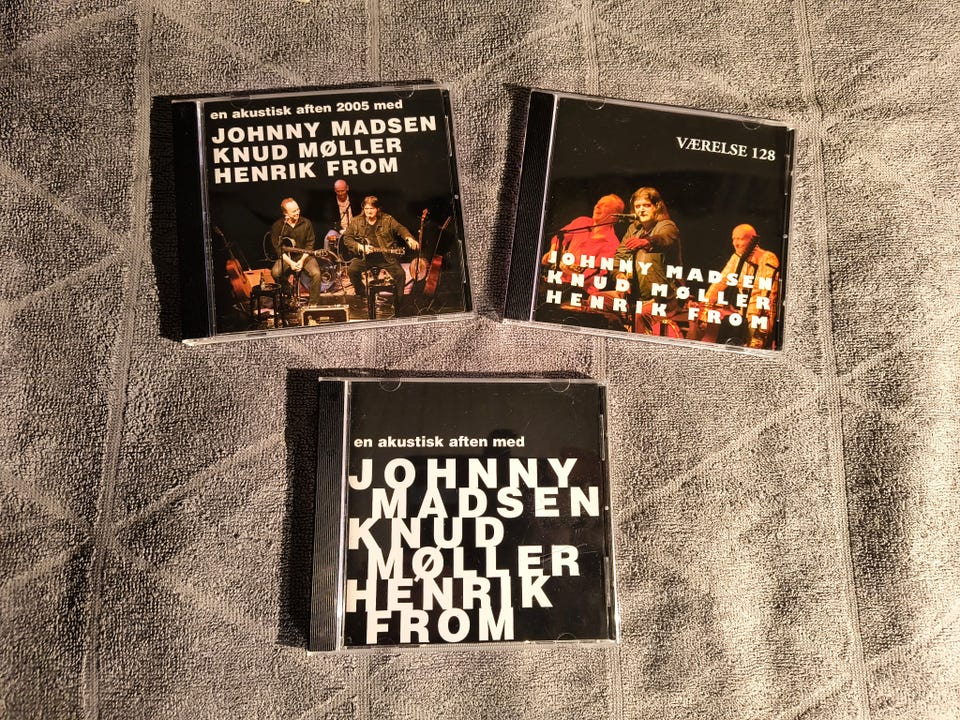 en akustisk aften 2005 med
JOHNNY MADSEN
KNUD MØLLER
HENRIK FROM
VÆRELSE 128
JOHNNY MADSEN
KNUD MØLLER
HENRIK FROM
en akustisk aften med
JOHNNY
MADSEN
KNUD
MØLLER
HENRIK
FROM